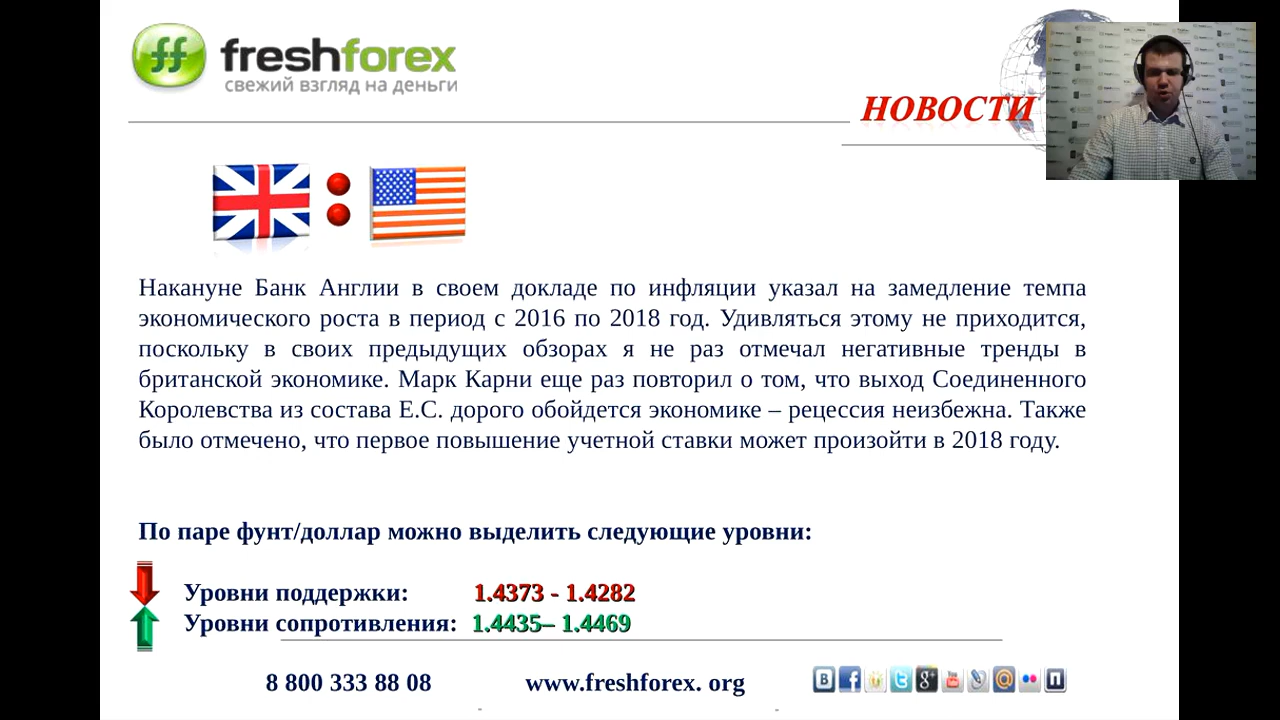 ff freshforex
свежий взгляд на деньги
НОВОСТИ
Накануне Банк Англии в своем докладе по инфляции указал на замедление темпа
экономического роста в период с 2016 по 2018 год. Удивляться этому не приходится,
поскольку в своих предыдущих обзорах я не раз отмечал негативные тренды в
британской экономике. Марк Карни еще раз повторил о том, что выход Соединенного
Королевства из состава Е.С. дорого обойдется экономике – рецессия неизбежна. Также
было отмечено, что первое повышение учетной ставки может произойти в 2018 году.
По паре фунт/доллар можно выделить следующие уровни:
Уровни поддержки: 1.4373 - 1.4282
Уровни сопротивления: 1.4435– 1.4469
8 800 333 88 08 www.freshforex. org